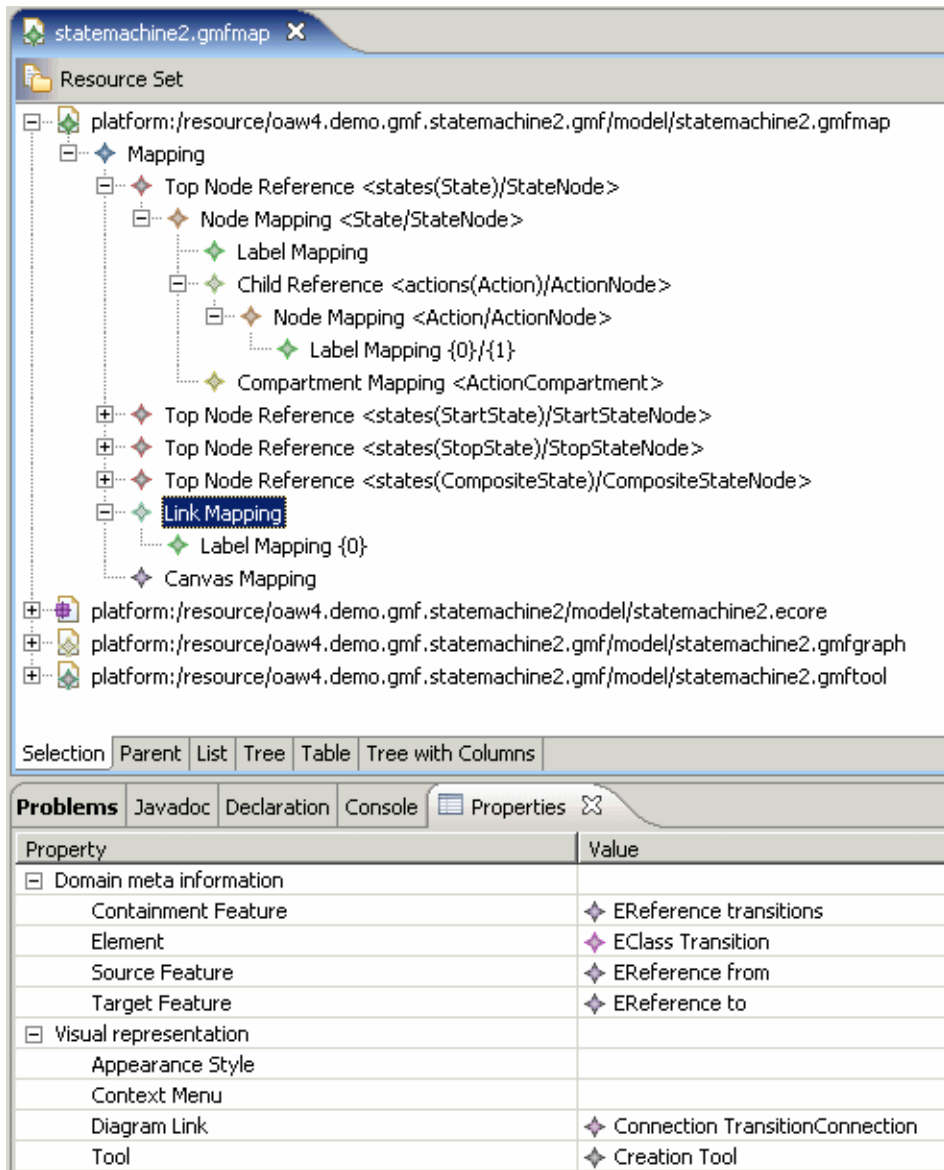 statemachine2.gmfmap
Resource Set
platform:/resource/oaw4.demo.gmf.statemachine2.gmf/model/statemachine2.gmfmap
Mapping
Top Node Reference <states(State)/StateNode>
Node Mapping <State/StateNode>
Label Mapping
Child Reference <actions(Action)/ActionNode>
Node Mapping <Action/ActionNode>
Label Mapping {0}/{1}
Compartment Mapping <ActionCompartment>
Top Node Reference <states(StartState)/StartStateNode>
Top Node Reference <states(StopState)/StopStateNode>
Top Node Reference <states(CompositeState)/CompositeStateNode>
Link Mapping
Label Mapping {0}
Canvas Mapping
platform:/resource/oaw4.demo.gmf.statemachine2/model/statemachine2.ecore
platform:/resource/oaw4.demo.gmf.statemachine2.gmf/model/statemachine2.gmfgraph
platform:/resource/oaw4.demo.gmf.statemachine2.gmf/model/statemachine2.gmftool
Selection Parent List Tree Table Tree with Columns
Problems Javadoc Declaration Console Properties
Property Value
Domain meta information
Containment Feature EReference transitions
Element EClass Transition
Source Feature EReference from
Target Feature EReference to
Visual representation
Appearance Style
Context Menu
Diagram Link Connection TransitionConnection
Tool Creation Tool